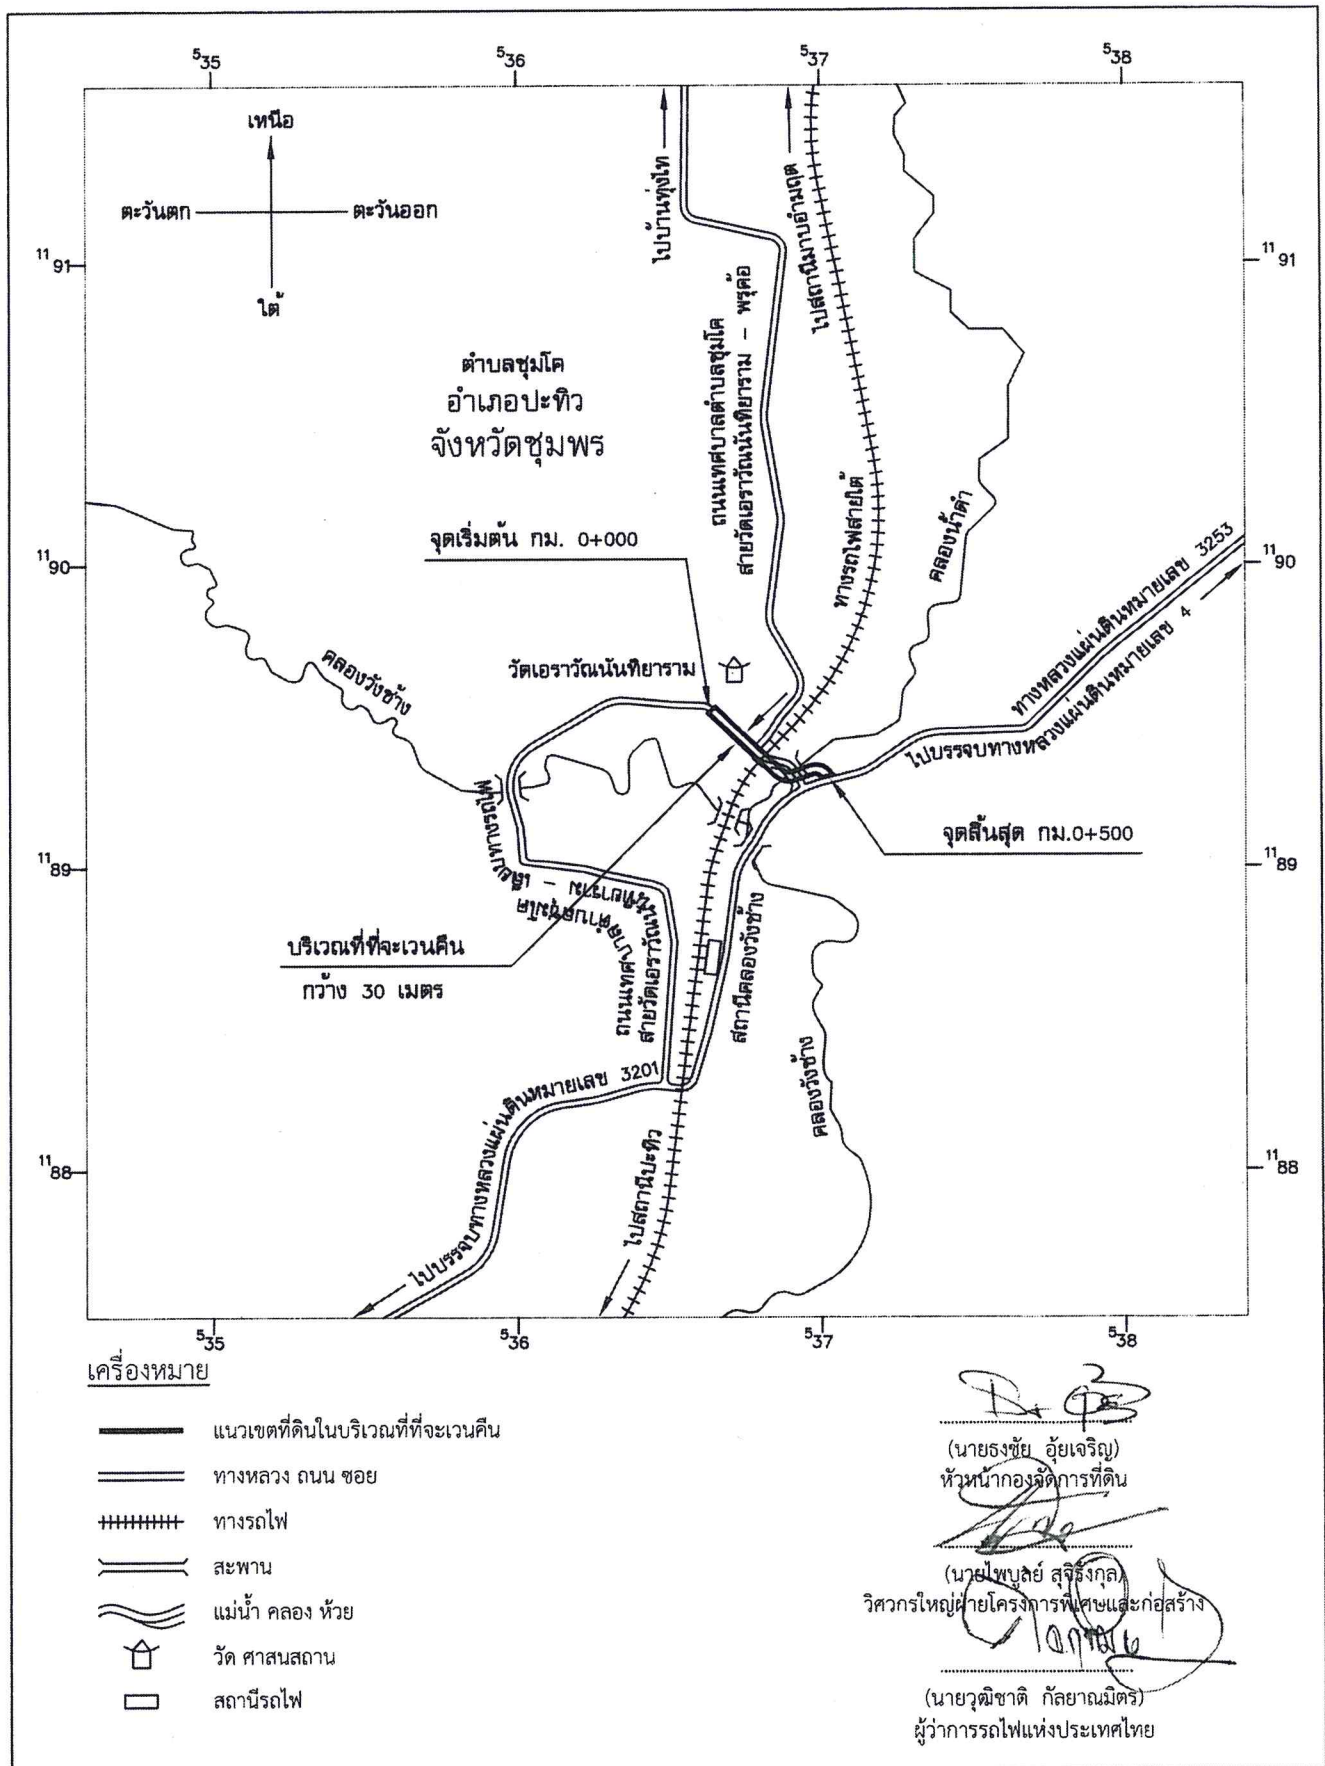 535 536 537 538
เหนือ
ตะวันตก ตะวันออก
ใต้
ไปบ้านทุ่งไท
ไปสถานีมาบอำมฤต
1191 1191
ถนนเทศบาลตำบลชุมโค
สายวัดเอราวัณนันทิยาราม - พรุค้อ
ตำบลชุมโค
อำเภอปะทิว
จังหวัดชุมพร
ทางรถไฟสายใต้
คลองน้ำดำ
จุดเริ่มต้น กม. 0+000
1190 1190
ทางหลวงแผ่นดินหมายเลข 3253
ไปบรรจบทางหลวงแผ่นดินหมายเลข 4
คลองวังช้าง
วัดเอราวัณนันทิยาราม
จุดสิ้นสุด กม.0+500
1189 1189
ถนนเทศบาลตำบลชุมโค
สายวัดเอราวัณนันทิยาราม - เลียบทางรถไฟ
บริเวณที่ที่จะเวนคืน
กว้าง 30 เมตร
สถานีคลองวังช้าง
คลองวังช้าง
ไปบรรจบทางหลวงแผ่นดินหมายเลข 3201
ไปสถานีปะทิว
1188 1188
535 536 537 538
เครื่องหมาย
แนวเขตที่ดินในบริเวณที่ที่จะเวนคืน
ทางหลวง ถนน ซอย
ทางรถไฟ
สะพาน
แม่น้ำ คลอง ห้วย
วัด ศาสนสถาน
สถานีรถไฟ
(นายธงชัย อุ้ยเจริญ)
หัวหน้ากองจัดการที่ดิน
(นายไพบูลย์ สุจิรังกุล)
วิศวกรใหญ่ฝ่ายโครงการพิเศษและก่อสร้าง
(นายวุฒิชาติ กัลยาณมิตร)
ผู้ว่าการรถไฟแห่งประเทศไทย